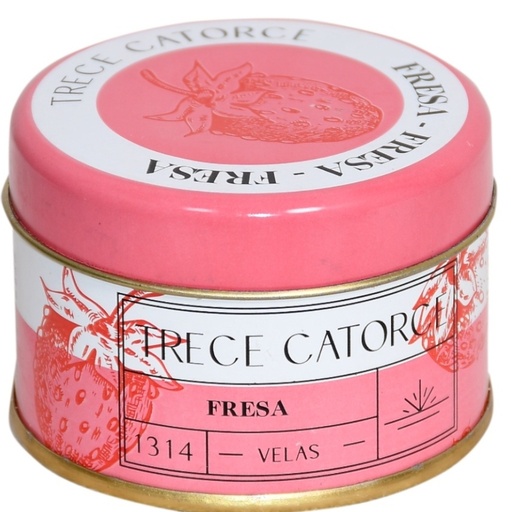 TRECE CATORCE
FRESA - FRESA - FRESA
TRECE CATORCE
FRESA
1314
— VELAS —